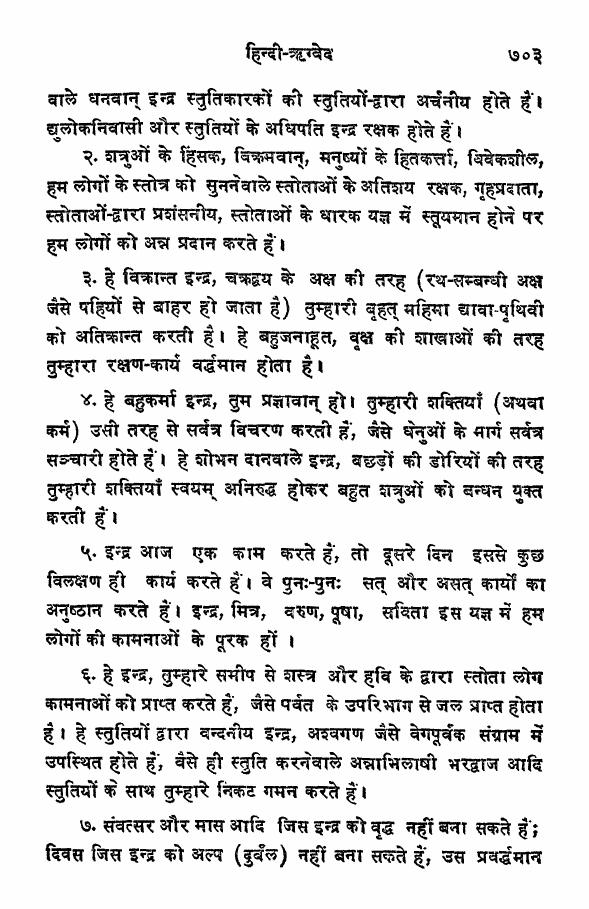 हिन्दी-ऋग्वेद ७०३
वाले धनवान् इन्द्र स्तुतिकारकों की स्तुतियों-द्वारा अर्चनीय होते हैं।
द्युलोकनिवासी और स्तुतियों के अधिपति इन्द्र रक्षक होते हैं।
२. शत्रुओं के हिंसक, विक्रमवान्, मनुष्यों के हितकर्त्ता, विवेकशील,
हम लोगों के स्तोत्र को सुननेवाले स्तोताओं के अतिशय रक्षक, गृहप्रदाता,
स्तोताओं-द्वारा प्रशंसनीय, स्तोताओं के धारक यज्ञ में स्तूयमान होने पर
हम लोगों को अन्न प्रदान करते हैं।
३. हे विक्रान्त इन्द्र, चक्रद्वय के अक्ष की तरह (रथ-सम्बन्धी अक्ष
जैसे पहियों से बाहर हो जाता है) तुम्हारी बृहत् महिमा द्यावा-पृथिवी
को अतिक्रान्त करती है। हे बहुजनाहूत, वृक्ष की शाखाओं की तरह
तुम्हारा रक्षण-कार्य वर्द्धमान होता है।
४. हे बहुकर्मा इन्द्र, तुम प्रज्ञावान् हो। तुम्हारी शक्तियाँ (अथवा
कर्म) उसी तरह से सर्वत्र विचरण करती हैं, जैसे धेनुओं के मार्ग सर्वत्र
सञ्चारी होते हैं। हे शोभन दानवाले इन्द्र, बछड़ों की डोरियों की तरह
तुम्हारी शक्तियाँ स्वयम् अनिरुद्ध होकर बहुत शत्रुओं को बन्धन युक्त
करती हैं।
५. इन्द्र आज एक काम करते हैं, तो दूसरे दिन इससे कुछ
विलक्षण ही कार्य करते हैं। वे पुनः-पुनः सत् और असत् कार्यों का
अनुष्ठान करते हैं। इन्द्र, मित्र, वरुण, पूषा, सविता इस यज्ञ में हम
लोगों की कामनाओं के पूरक हों ।
६. हे इन्द्र, तुम्हारे समीप से शस्त्र और हवि के द्वारा स्तोता लोग
कामनाओं को प्राप्त करते हैं, जैसे पर्वत के उपरिभाग से जल प्राप्त होता
है। हे स्तुतियों द्वारा वन्दनीय इन्द्र, अश्वगण जैसे वेगपूर्वक संग्राम में
उपस्थित होते हैं, वैसे ही स्तुति करनेवाले अन्नाभिलाषी भरद्वाज आदि
स्तुतियों के साथ तुम्हारे निकट गमन करते हैं।
७. संवत्सर और मास आदि जिस इन्द्र को वृद्ध नहीं बना सकते हैं;
दिवस जिस इन्द्र को अल्प (दुर्बल) नहीं बना सकते हैं, उस प्रवर्द्धमान